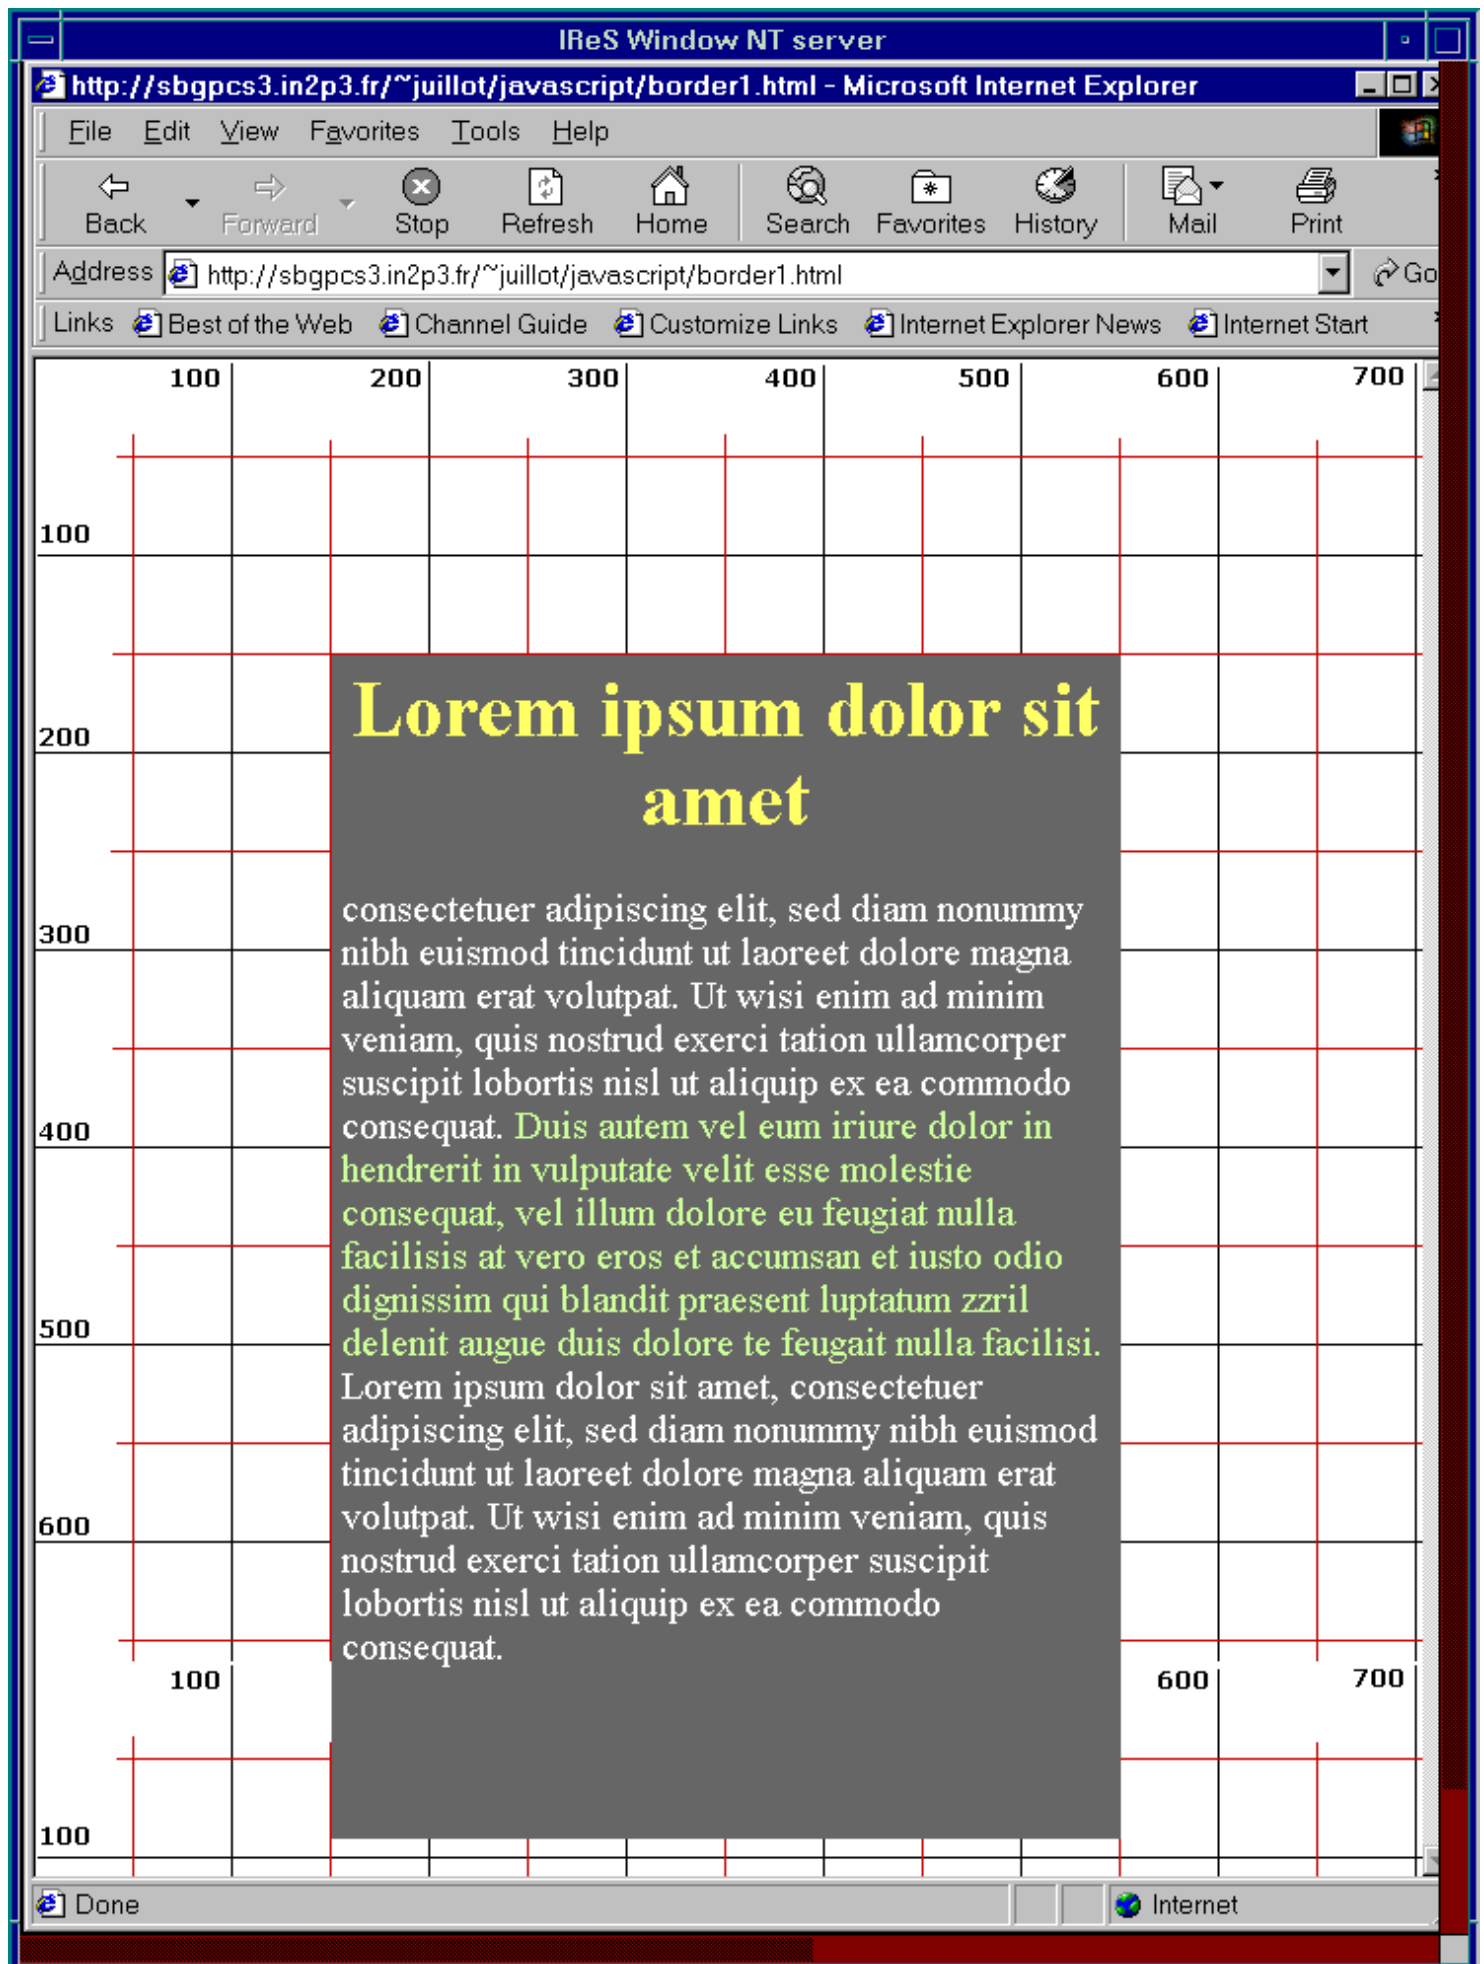 IReS Window NT server
http://sbgpcs3.in2p3.fr/~juillot/javascript/border1.html - Microsoft Internet Explorer
File Edit View Favorites Tools Help
Back Forward Stop Refresh Home Search Favorites History Mail Print
Address http://sbgpcs3.in2p3.fr/~juillot/javascript/border1.html Go
Links Best of the Web Channel Guide Customize Links Internet Explorer News Internet Start
100 200 300 400 500 600 700
100
Lorem ipsum dolor sit
200
amet
consectetuer adipiscing elit, sed diam nonummy
300
nibh euismod tincidunt ut laoreet dolore magna
aliquam erat volutpat. Ut wisi enim ad minim
veniam, quis nostrud exerci tation ullamcorper
suscipit lobortis nisl ut aliquip ex ea commodo
400
consequat. Duis autem vel eum iriure dolor in
hendrerit in vulputate velit esse molestie
consequat, vel illum dolore eu feugiat nulla
facilisis at vero eros et accumsan et iusto odio
dignissim qui blandit praesent luptatum zzril
500
delenit augue duis dolore te feugait nulla facilisi.
Lorem ipsum dolor sit amet, consectetuer
adipiscing elit, sed diam nonummy nibh euismod
tincidunt ut laoreet dolore magna aliquam erat
600
volutpat. Ut wisi enim ad minim veniam, quis
nostrud exerci tation ullamcorper suscipit
lobortis nisl ut aliquip ex ea commodo
consequat.
100 600 700
100
Done Internet